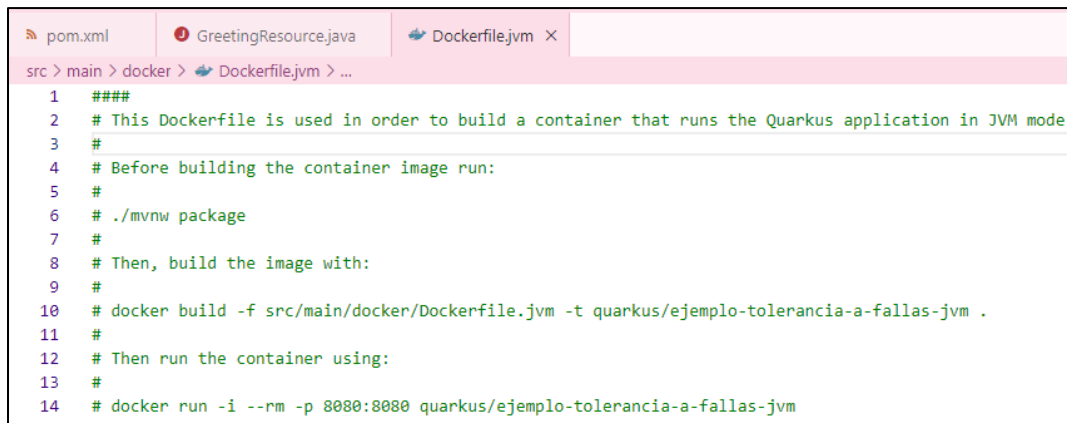 pom.xml GreetingResource.java Dockerfile.jvm ×
src > main > docker > Dockerfile.jvm > ...
1 ####
2 # This Dockerfile is used in order to build a container that runs the Quarkus application in JVM mode
3 #
4 # Before building the container image run:
5 #
6 # ./mvnw package
7 #
8 # Then, build the image with:
9 #
10 # docker build -f src/main/docker/Dockerfile.jvm -t quarkus/ejemplo-tolerancia-a-fallas-jvm .
11 #
12 # Then run the container using:
13 #
14 # docker run -i --rm -p 8080:8080 quarkus/ejemplo-tolerancia-a-fallas-jvm